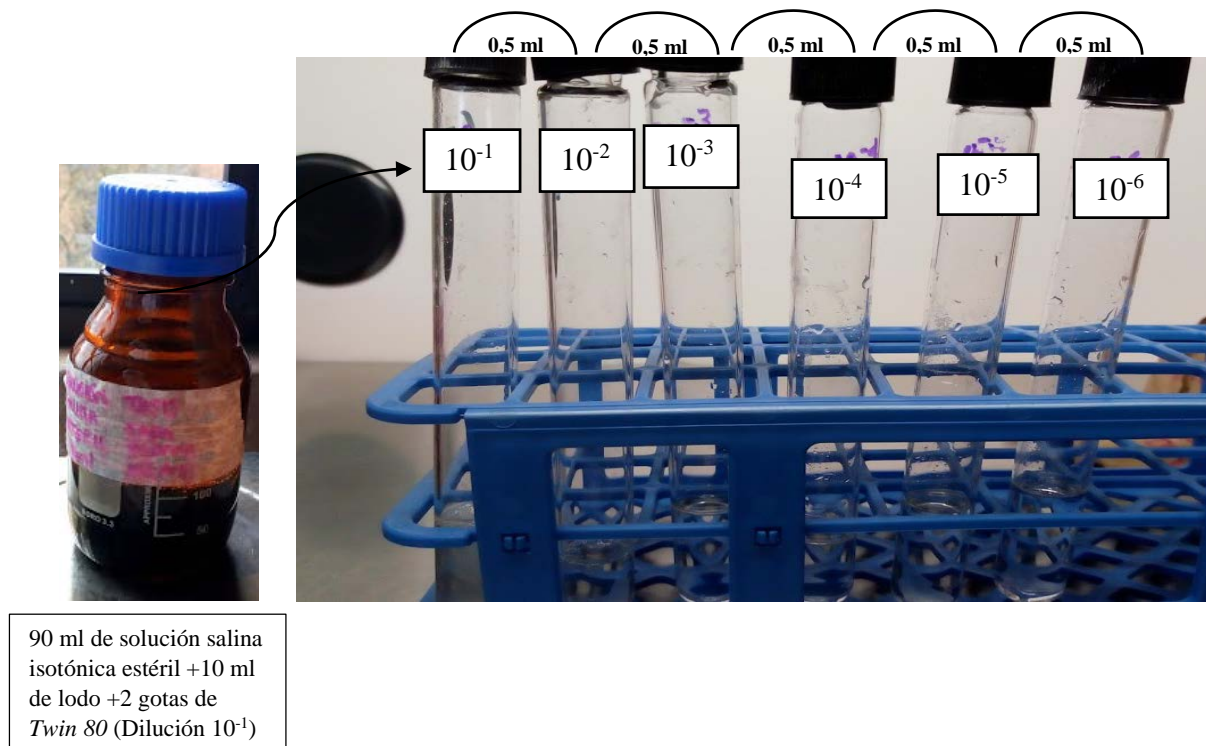 0,5 ml 0,5 ml 0,5 ml 0,5 ml 0,5 ml
10⁻¹ 10⁻² 10⁻³ 10⁻⁴ 10⁻⁵ 10⁻⁶
100
50
90 ml de solución salina
isotónica estéril +10 ml
de lodo +2 gotas de
Twin 80 (Dilución 10⁻¹)